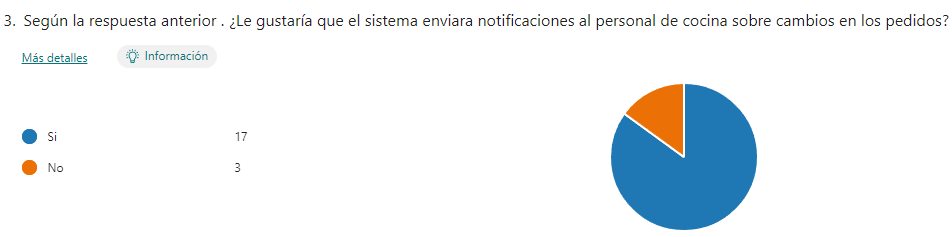 3. Según la respuesta anterior . ¿Le gustaría que el sistema enviara notificaciones al personal de cocina sobre cambios en los pedidos?
Más detalles Información
Si 17
No 3